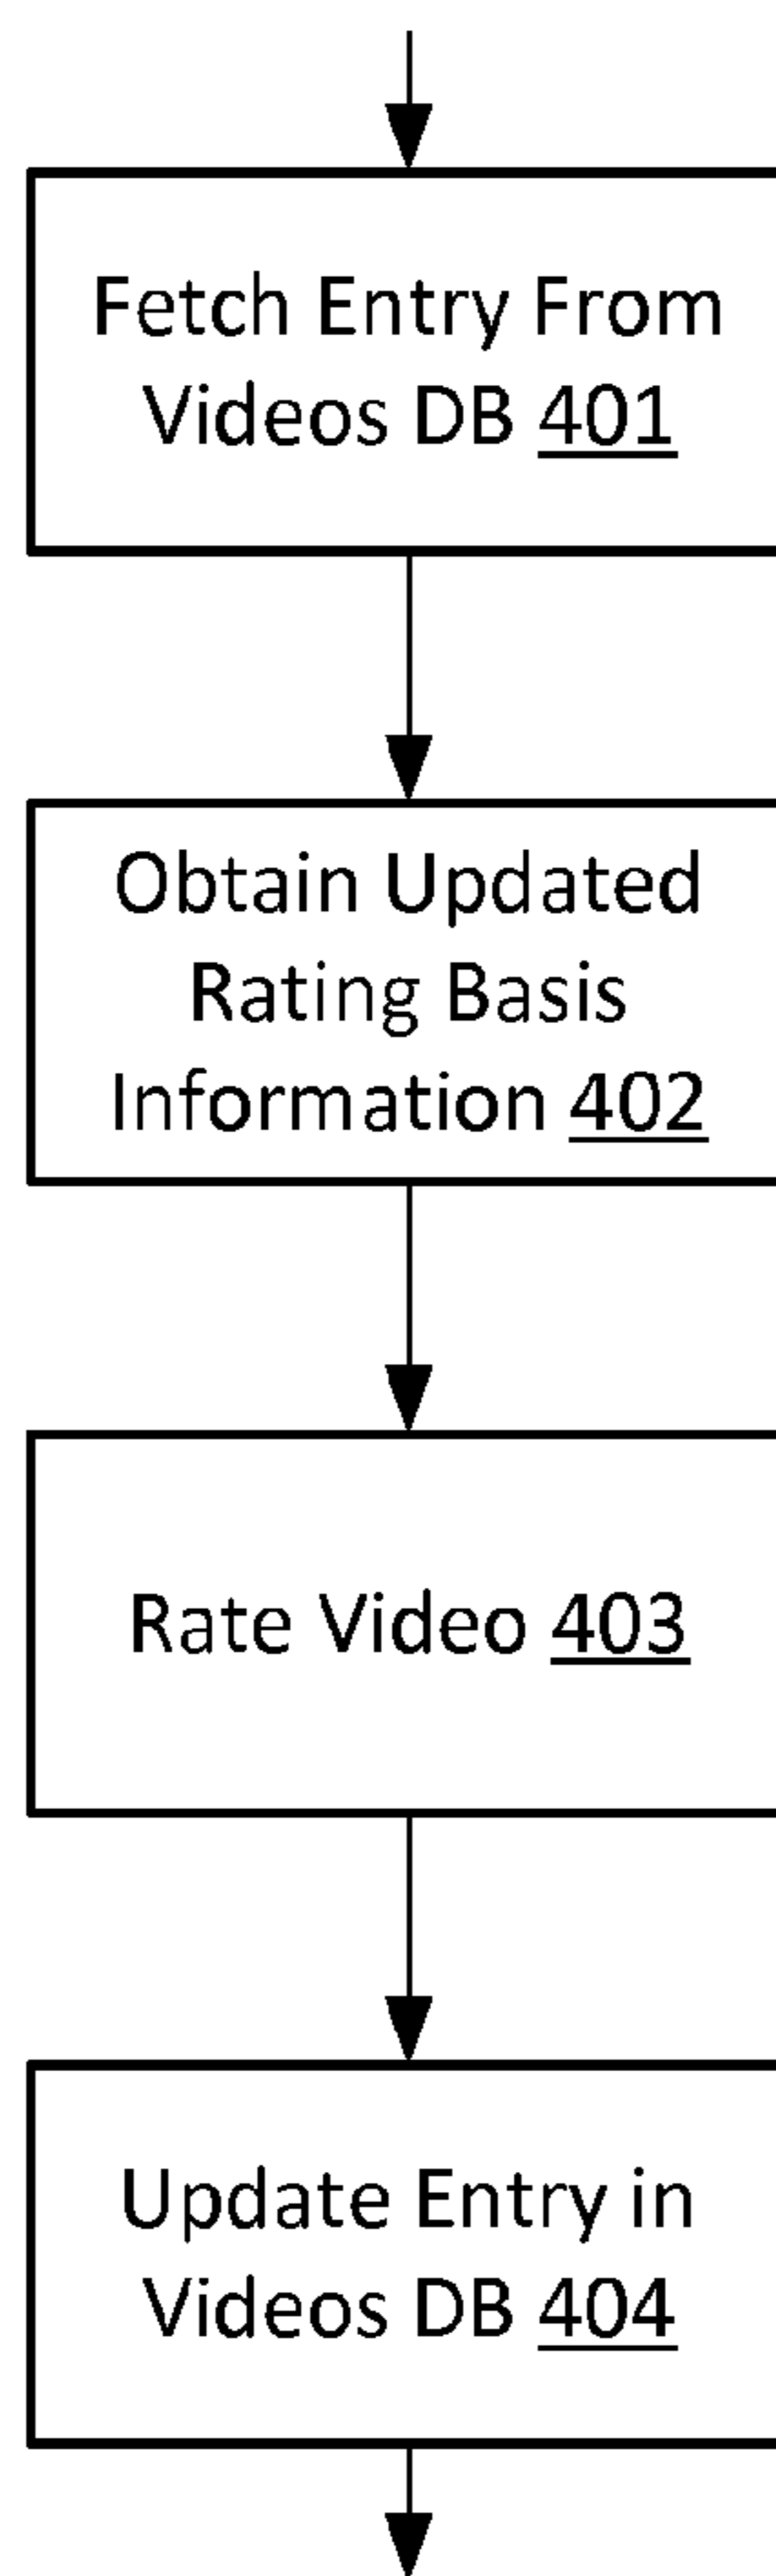 Fetch Entry From
Videos DB 401
Obtain Updated
Rating Basis
Information 402
Rate Video 403
Update Entry in
Videos DB 404